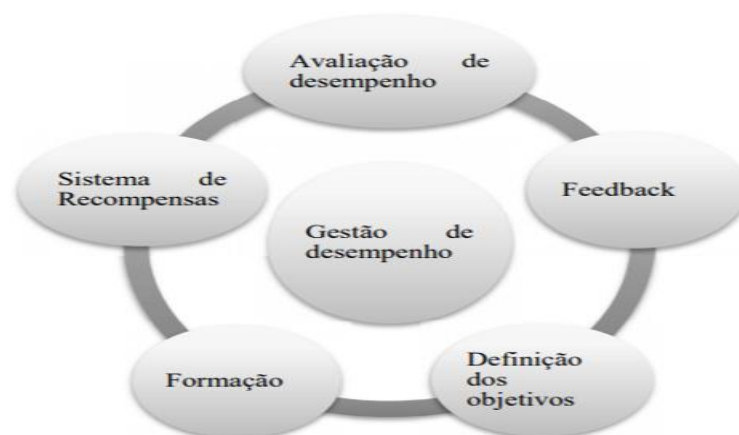 Avaliação de
desempenho
Sistema de
Recompensas
Feedback
Gestão de
desempenho
Formação
Definição
dos
objetivos